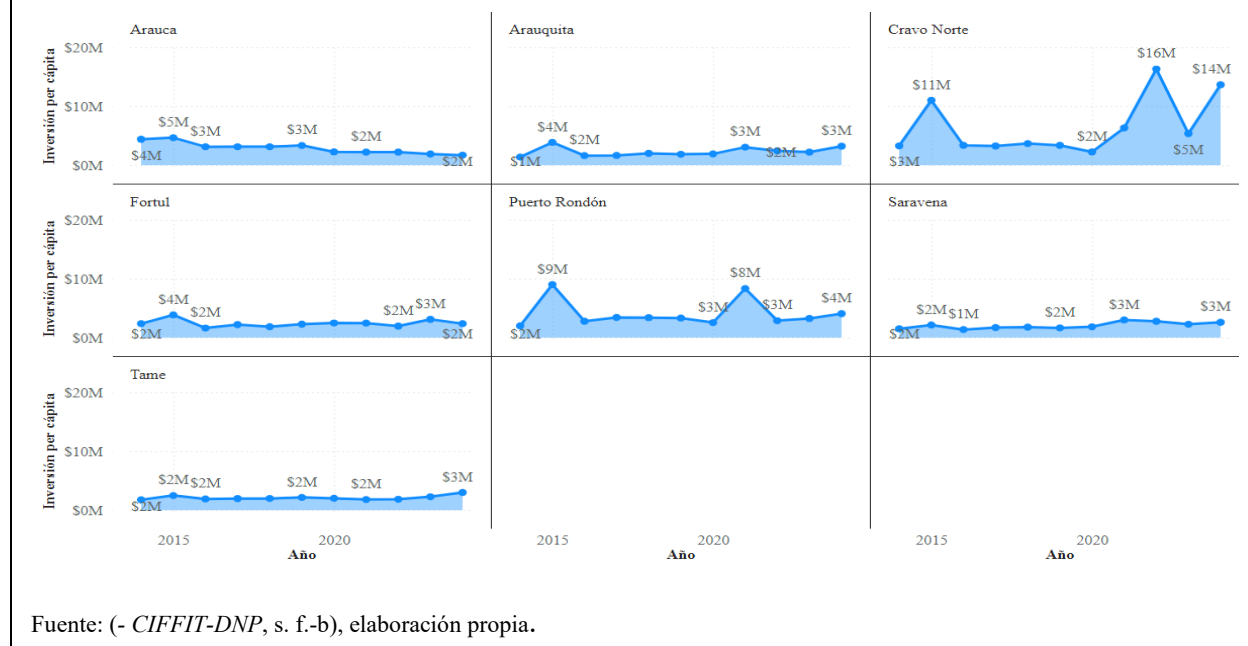 Arauca
Arauquita
Cravo Norte
Inversión per cápita
$20M
$10M
$0M
$4M
$5M
$3M
$3M
$2M
$2M
$1M
$4M
$2M
$3M
$2M
$3M
$3M
$11M
$2M
$16M
$5M
$14M
Fortul
Puerto Rondón
Saravena
Inversión per cápita
$20M
$10M
$0M
$2M
$4M
$2M
$2M
$3M
$2M
$2M
$9M
$3M
$8M
$3M
$4M
$2M
$2M
$1M
$2M
$3M
$3M
Tame
Inversión per cápita
$20M
$10M
$0M
$2M
$2M
$2M
$2M
$2M
$3M
2015 2020
Año
2015 2020
Año
2015 2020
Año
Fuente: (- CIFFIT-DNP, s. f.-b), elaboración propia.